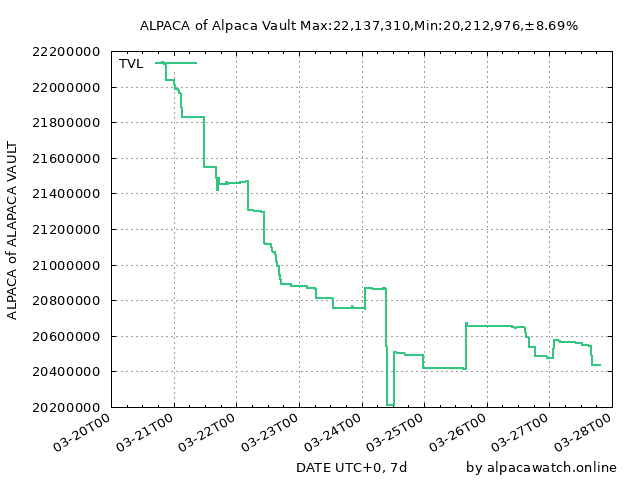 ALPACA of Alpaca Vault Max:22,137,310,Min:20,212,976,±8.69%
22200000
22000000
21800000
21600000
21400000
21200000
21000000
20800000
20600000
20400000
20200000
TVL
ALPACA of ALAPACA VAULT
03-20T00
03-21T00
03-22T00
03-23T00
03-24T00
03-25T00
03-26T00
03-27T00
03-28T00
DATE UTC+0, 7d
by alpacawatch.online